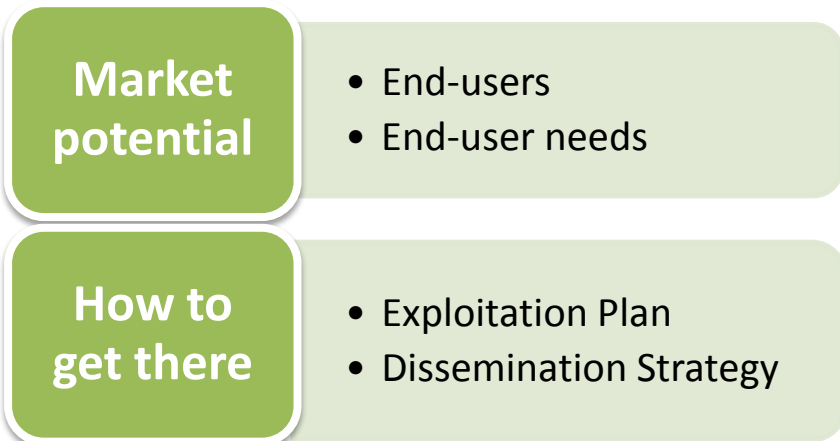 Market
potential
• End-users
• End-user needs
How to
get there
• Exploitation Plan
• Dissemination Strategy